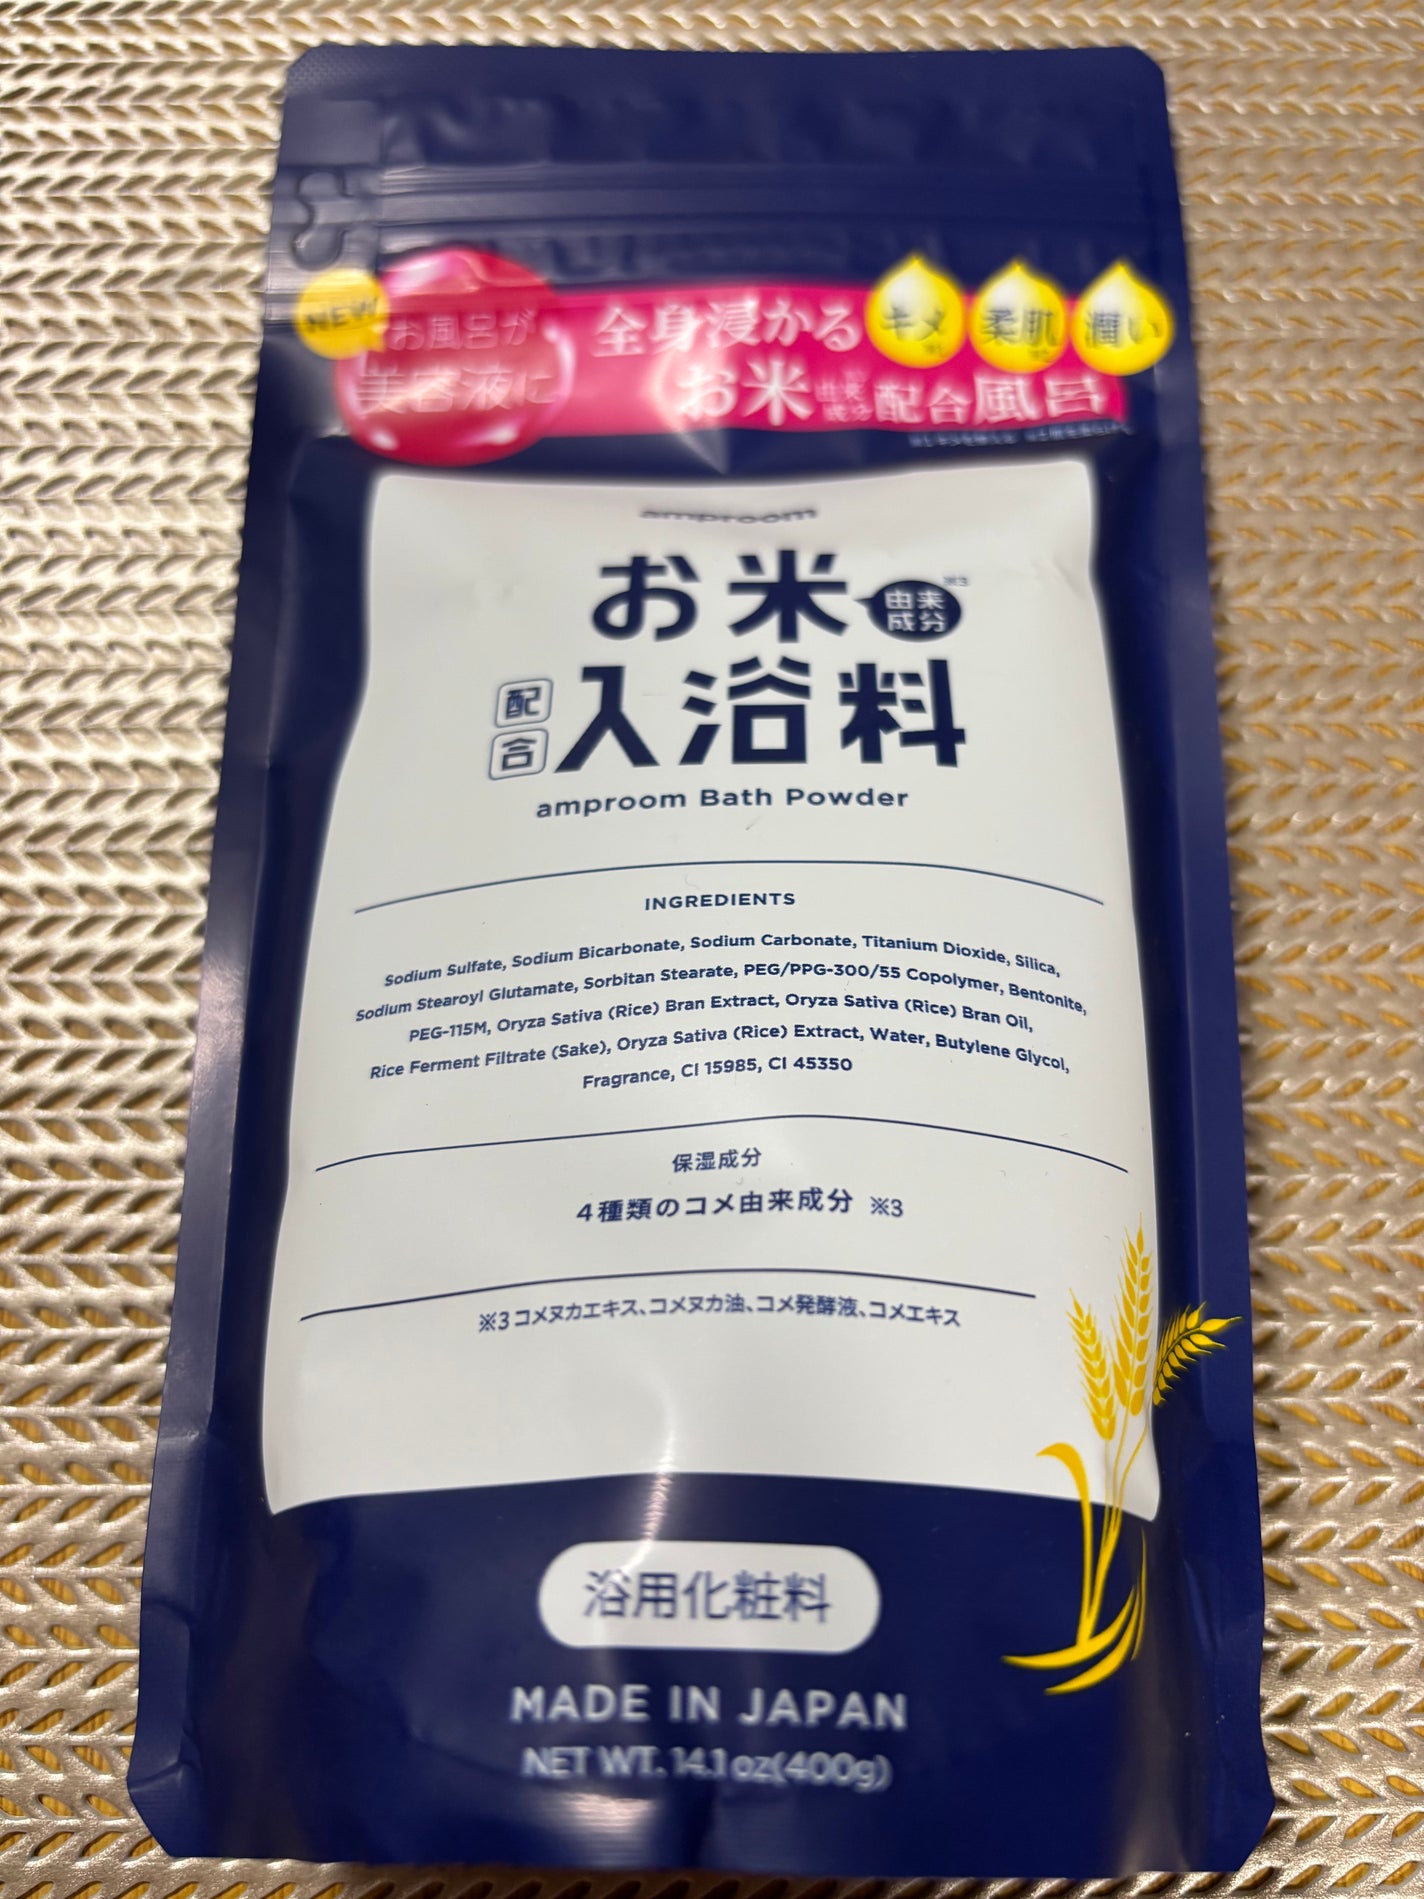 NEW
お風呂が
美容液に
全身浸かる
キメ
柔肌
潤い
お米由来成分配合風呂
amproom
お米由来成分※3
配合入浴料
amproom Bath Powder
INGREDIENTS
Sodium Sulfate, Sodium Bicarbonate, Sodium Carbonate, Titanium Dioxide, Silica,
Sodium Stearoyl Glutamate, Sorbitan Stearate, PEG/PPG-300/55 Copolymer, Bentonite,
PEG-115M, Oryza Sativa (Rice) Bran Extract, Oryza Sativa (Rice) Bran Oil,
Rice Ferment Filtrate (Sake), Oryza Sativa (Rice) Extract, Water, Butylene Glycol,
Fragrance, CI 15985, CI 45350
保湿成分
4種類のコメ由来成分 ※3
※3 コメヌカエキス、コメヌカ油、コメ発酵液、コメエキス
浴用化粧料
MADE IN JAPAN
NET WT. 14.1 oz(400g)